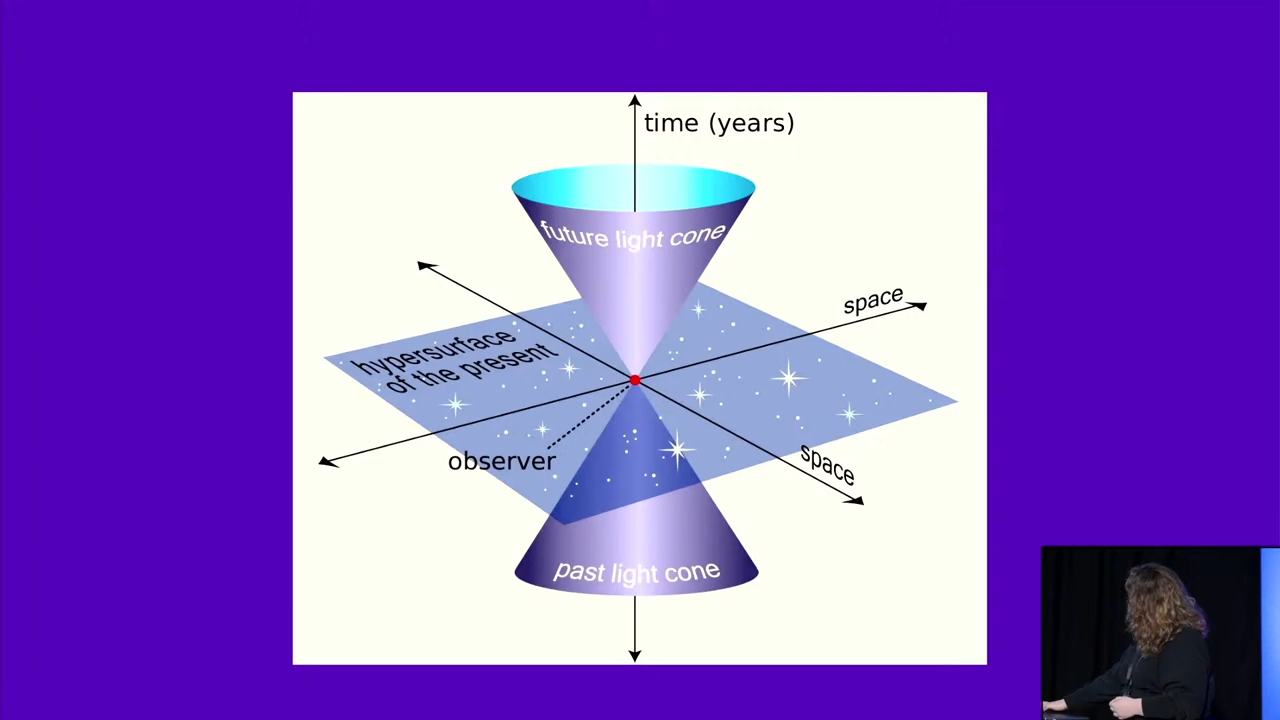 time (years)
future light cone
space
hypersurface
of the present
observer
space
past light cone